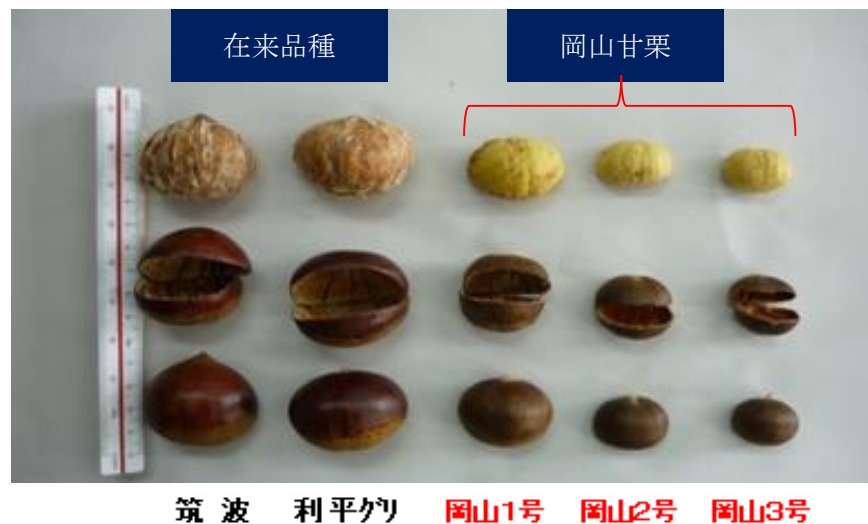 在来品種
岡山甘栗
筑 波
利平ｸﾞﾘ
岡山1号
岡山2号
岡山3号